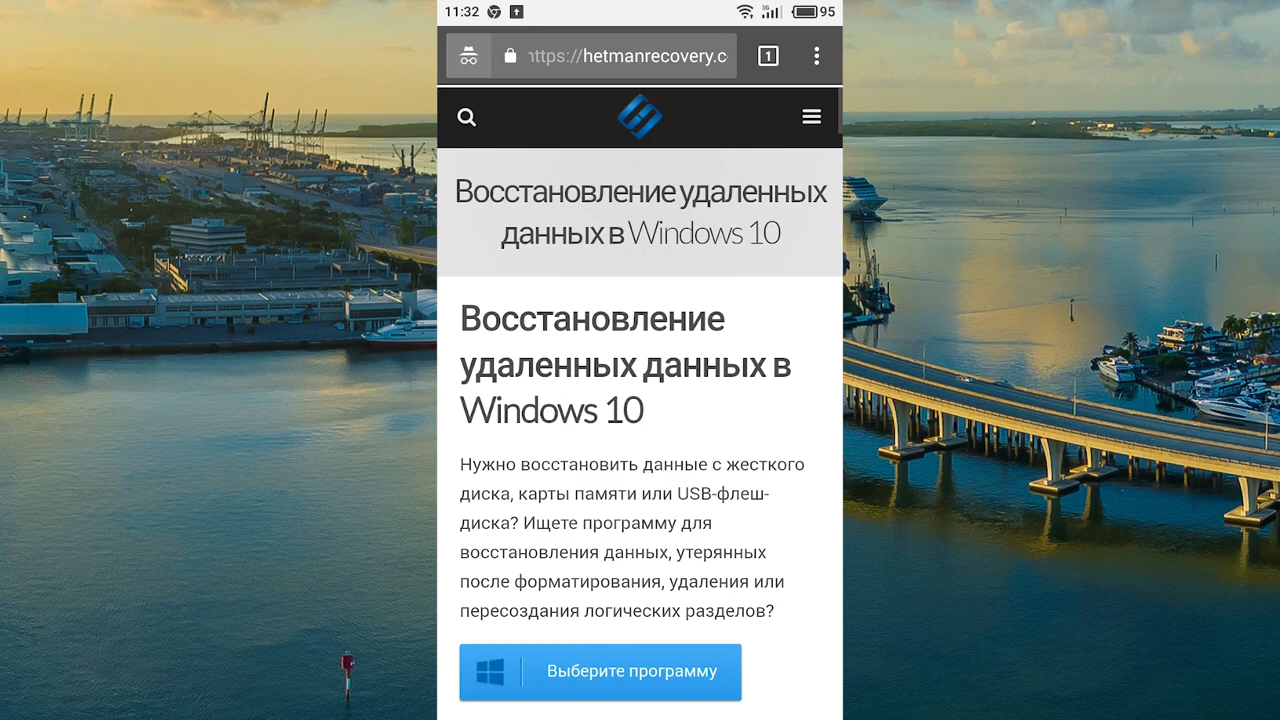 11:32
3G
95
https://hetmanrecovery.c
1
Восстановление удаленных
данных в Windows 10
Восстановление
удаленных данных в
Windows 10
Нужно восстановить данные с жесткого
диска, карты памяти или USB-флеш-
диска? Ищете программу для
восстановления данных, утерянных
после форматирования, удаления или
пересоздания логических разделов?
Выберите программу